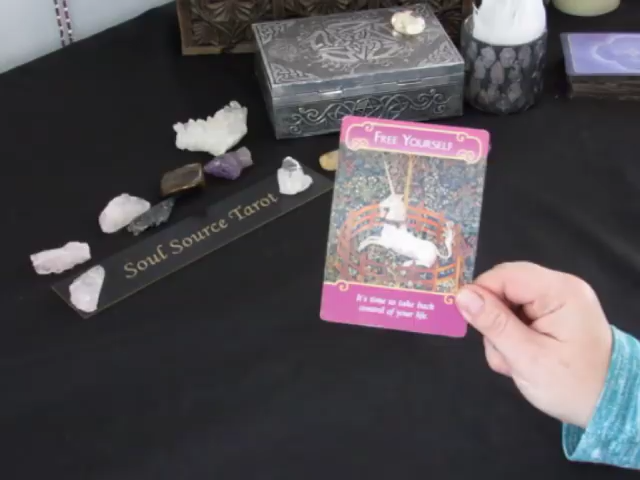 Free Yourself
Soul Source Tarot
It's time to take back
control of your life